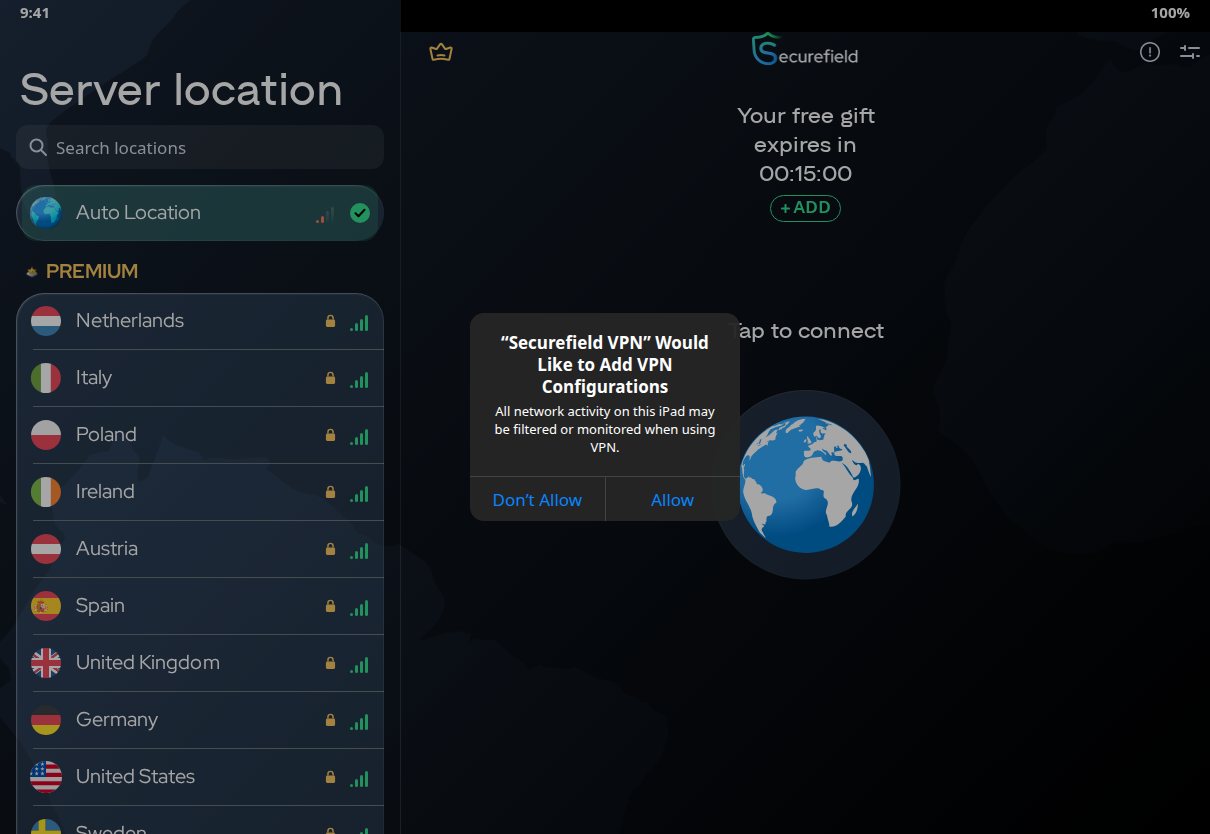 9:41
100%
Server location
Search locations
Auto Location
PREMIUM
Netherlands
Italy
Poland
Ireland
Austria
Spain
United Kingdom
Germany
United States
Sweden
Securefield
Your free gift
expires in
00:15:00
+ ADD
Tap to connect
“Securefield VPN” Would
Like to Add VPN
Configurations
All network activity on this iPad may
be filtered or monitored when using
VPN.
Don’t Allow
Allow